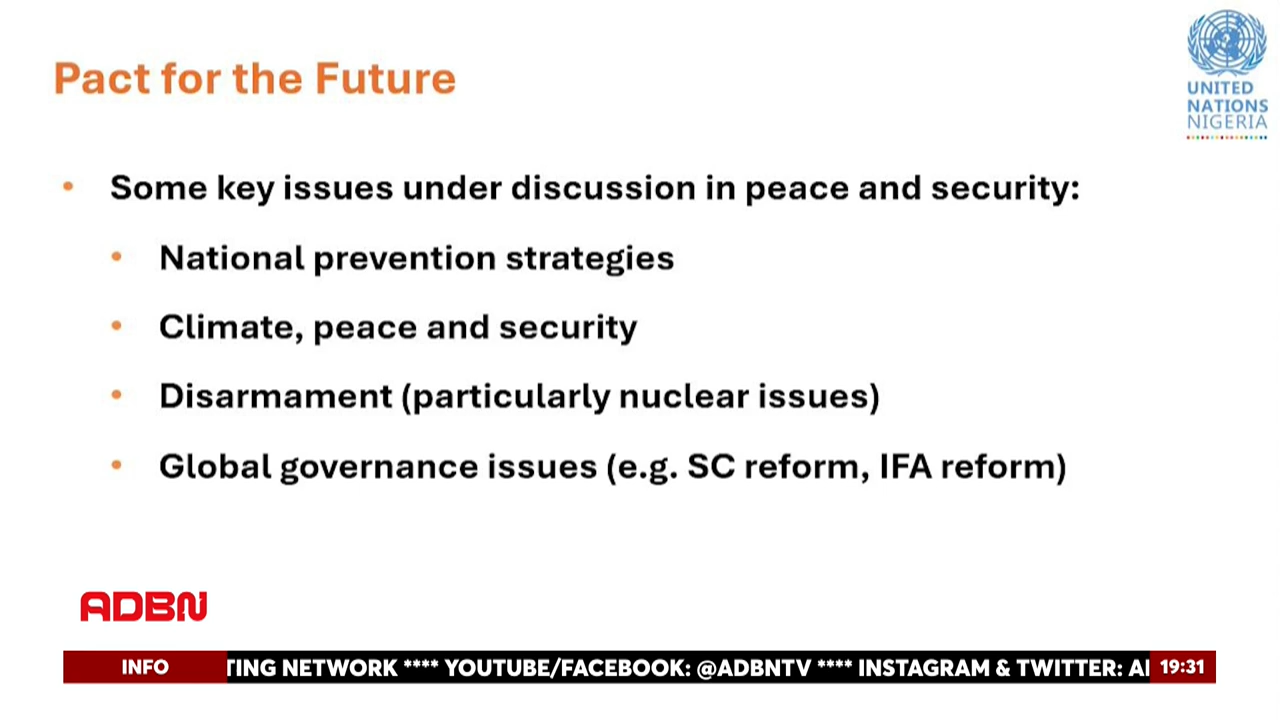 Pact for the Future
UNITED
NATIONS
NIGERIA
• Some key issues under discussion in peace and security:
• National prevention strategies
• Climate, peace and security
• Disarmament (particularly nuclear issues)
• Global governance issues (e.g. SC reform, IFA reform)
ADBN
INFO TING NETWORK **** YOUTUBE/FACEBOOK: @ADBNTV **** INSTAGRAM & TWITTER: A 19:31